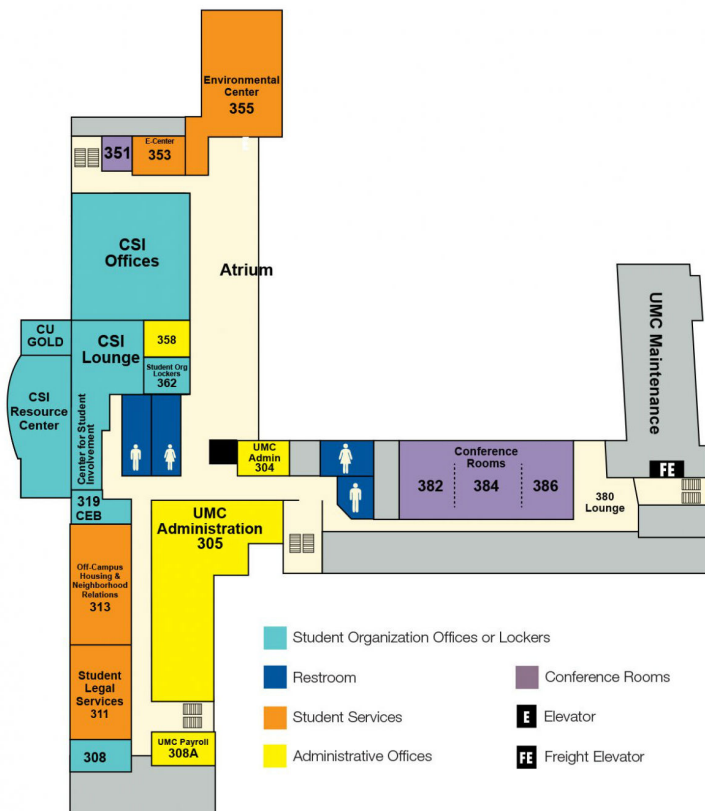 Environmental
Center
355
E
351
E-Center
353
CSI
Offices
Atrium
CU
GOLD
CSI
Lounge
358
Student Org
Lockers
362
CSI
Resource
Center
Center for Student
Involvement
UMC Maintenance
FE
UMC
Admin
304
Conference
Rooms
382
384
386
380
Lounge
319
CEB
UMC
Administration
305
Off-Campus
Housing &
Neighborhood
Relations
313
Student
Legal
Services
311
308
UMC Payroll
308A
Student Organization Offices or Lockers
Restroom
Conference Rooms
Student Services
E Elevator
Administrative Offices
FE Freight Elevator